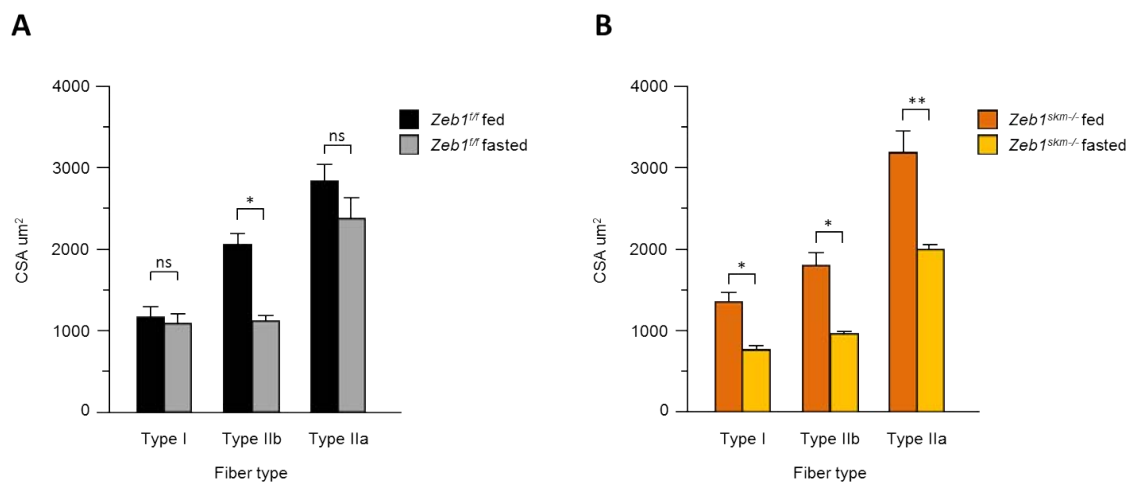 A
4000
3000
2000
1000
0
CSA um²
ns
*
ns
Zeb1f/f fed
Zeb1f/f fasted
Type I Type IIb Type IIa
Fiber type
B
4000
3000
2000
1000
0
CSA um²
*
*
**
Zeb1skm-/- fed
Zeb1skm-/- fasted
Type I Type IIb Type IIa
Fiber type